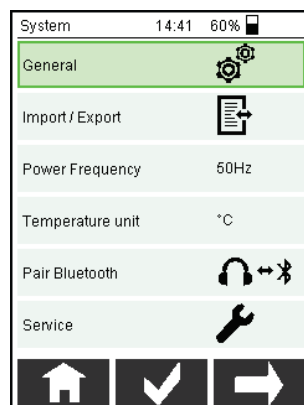 System 14:41 60%
General
Import / Export
Power Frequency 50Hz
Temperature unit °C
Pair Bluetooth
Service